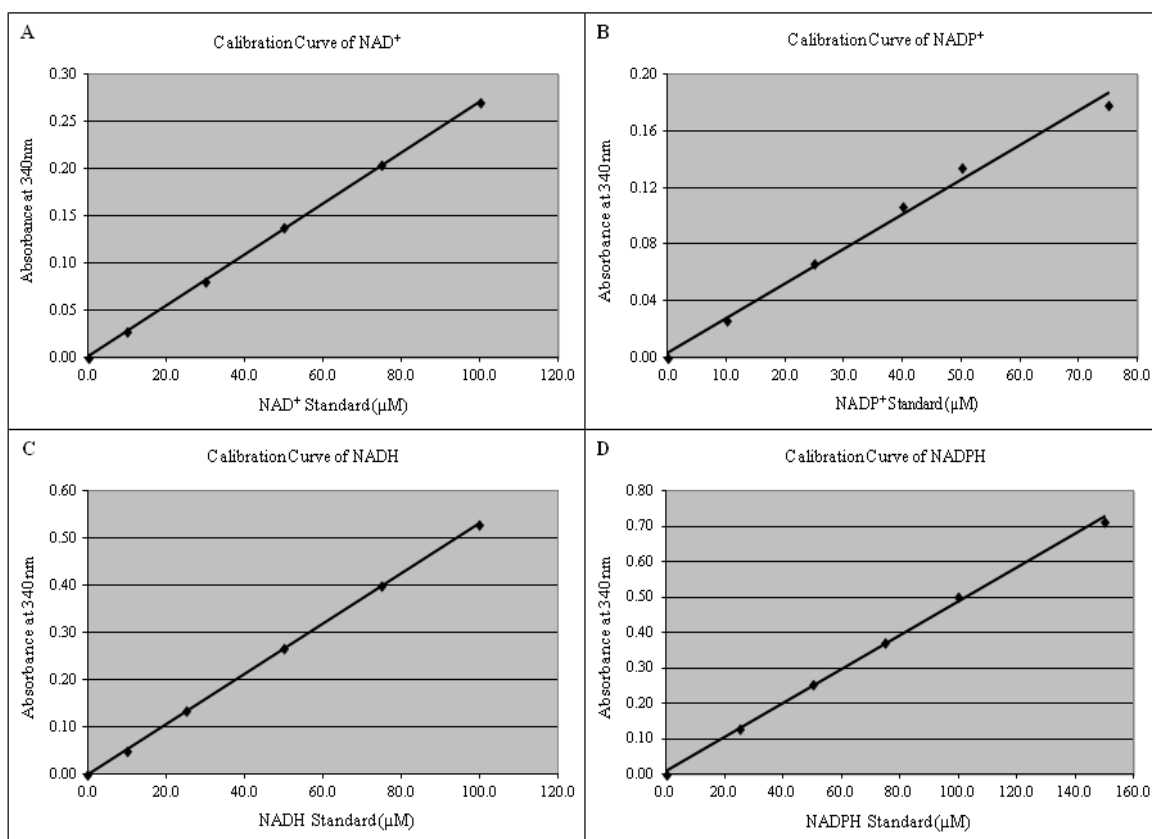 A
Calibration Curve of NAD⁺
Absorbance at 340nm
0.30
0.25
0.20
0.15
0.10
0.05
0.00
0.0 20.0 40.0 60.0 80.0 100.0 120.0
NAD⁺ Standard (µM)
B
Calibration Curve of NADP⁺
Absorbance at 340nm
0.20
0.16
0.12
0.08
0.04
0.00
0.0 10.0 20.0 30.0 40.0 50.0 60.0 70.0 80.0
NADP⁺ Standard (µM)
C
Calibration Curve of NADH
Absorbance at 340nm
0.60
0.50
0.40
0.30
0.20
0.10
0.00
0.0 20.0 40.0 60.0 80.0 100.0 120.0
NADH Standard (µM)
D
Calibration Curve of NADPH
Absorbance at 340nm
0.80
0.70
0.60
0.50
0.40
0.30
0.20
0.10
0.00
0.0 20.0 40.0 60.0 80.0 100.0 120.0 140.0 160.0
NADPH Standard (µM)